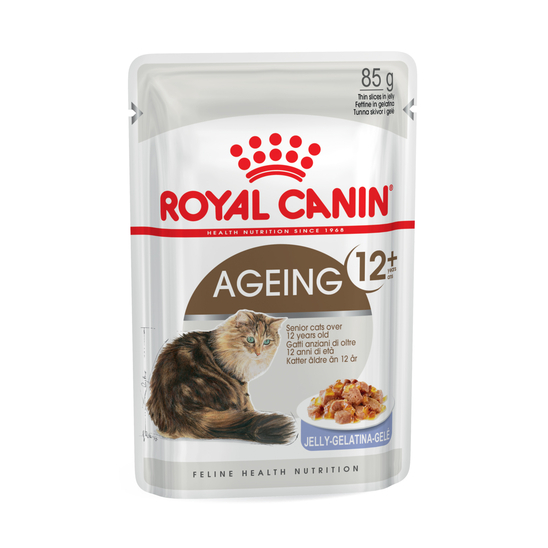 85 g
Thin slices in jelly
Fettine in gelatina
Tunna skivor i gelé
ROYAL CANIN®
HEALTH NUTRITION SINCE 1968
AGEING 12+
years
Senior cats over
12 years old
Gatti anziani di oltre
12 anni di età
Katter äldre än 12 år
JELLY-GELATINA-GELÉ
FELINE HEALTH NUTRITION